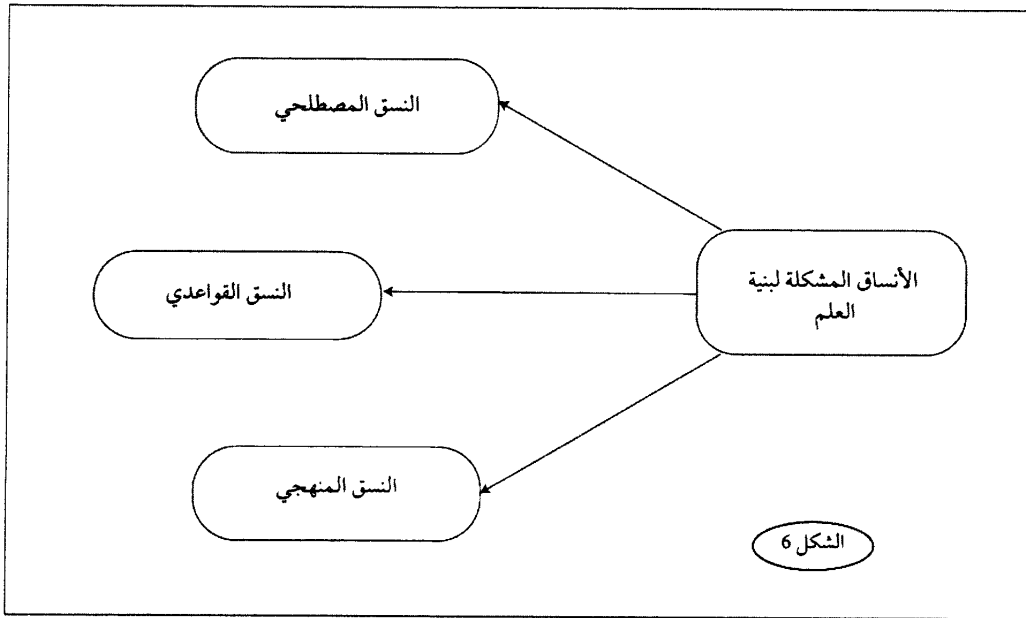 النسق المصطلحي
الأنساق المشكلة لبنية
العلم
النسق القواعدي
النسق المنهجي
الشكل 6